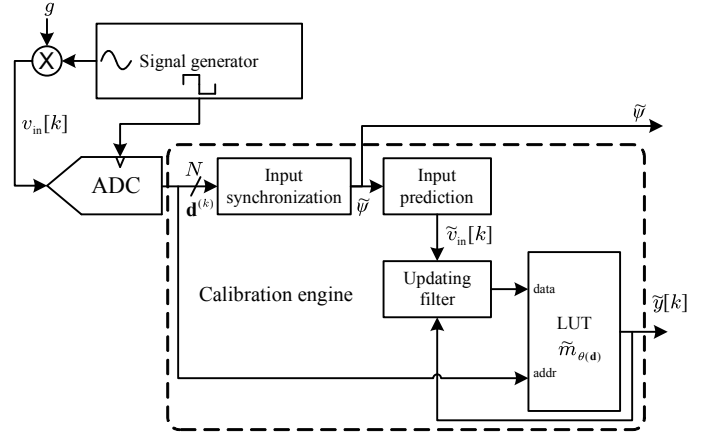 g
X
Signal generator
v_in[k]
ADC
N
d^(k)
Input
synchronization
ψ̃
ψ̃
Input
prediction
ṽ_in[k]
Calibration engine
Updating
filter
data
LUT
m̃_θ(d)
addr
ỹ[k]